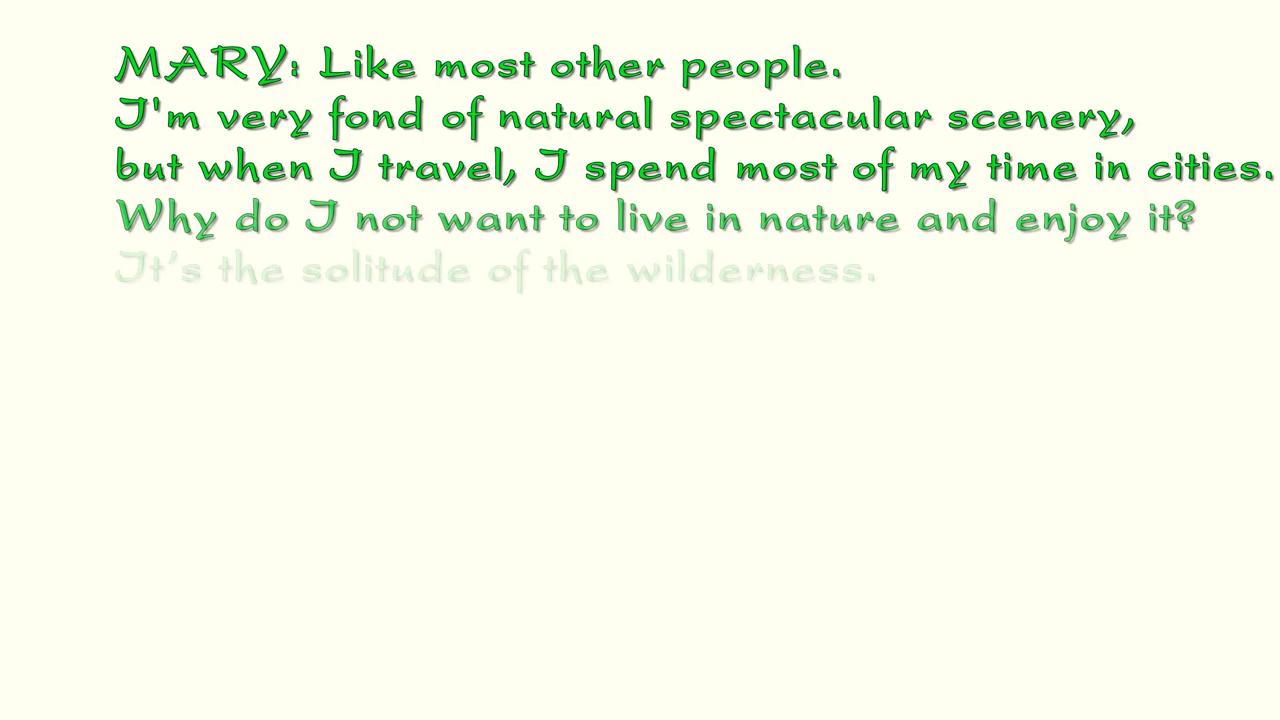 MARY: Like most other people.
I'm very fond of natural spectacular scenery,
but when I travel, I spend most of my time in cities.
Why do I not want to live in nature and enjoy it?
It’s the solitude of the wilderness.